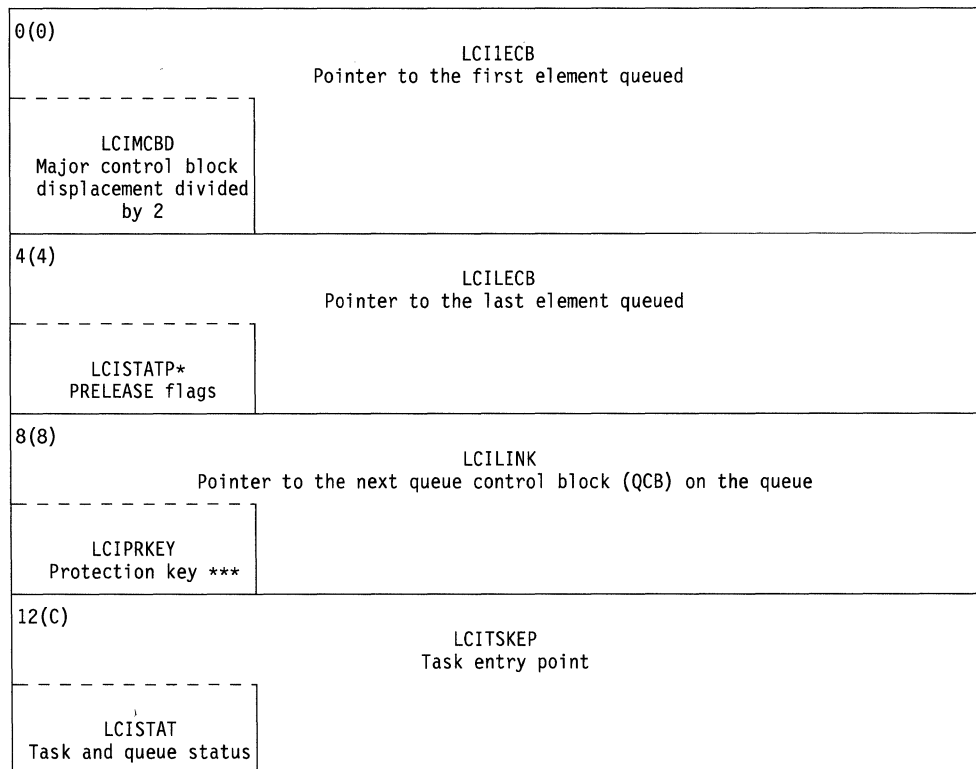 0(0)
LCI1ECB
Pointer to the first element queued
LCIMCBD
Major control block
displacement divided
by 2
4(4)
LCILECB
Pointer to the last element queued
LCISTATP*
PRELEASE flags
8(8)
LCILINK
Pointer to the next queue control block (QCB) on the queue
LCIPRKEY
Protection key ***
12(C)
LCITSKEP
Task entry point
LCISTAT
Task and queue status